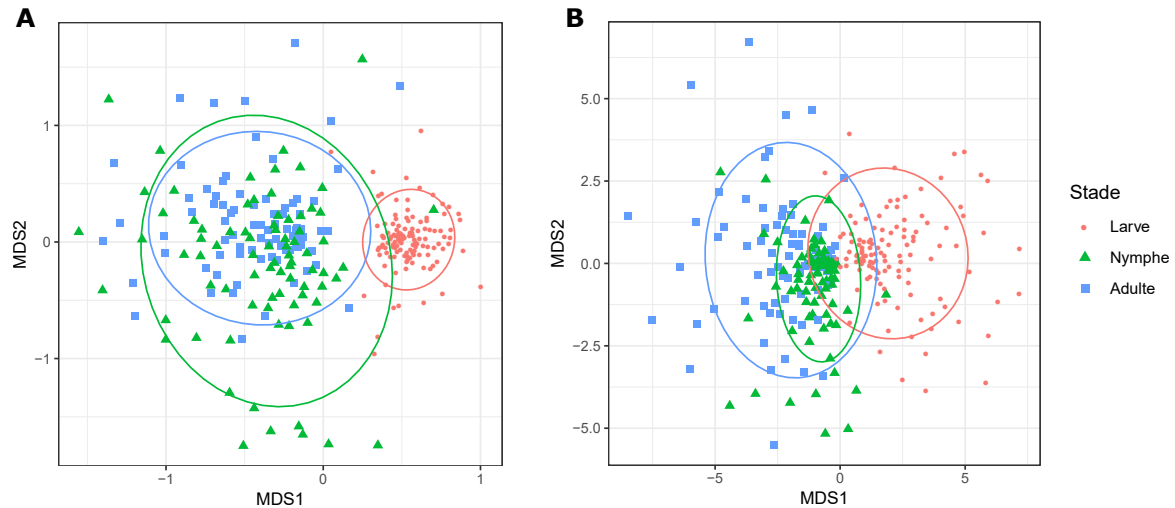 A
B
MDS2
1
0
−1
−1
0
1
MDS1
MDS2
5.0
2.5
0.0
−2.5
−5.0
−5
0
5
MDS1
Stade
Larve
Nymphe
Adulte